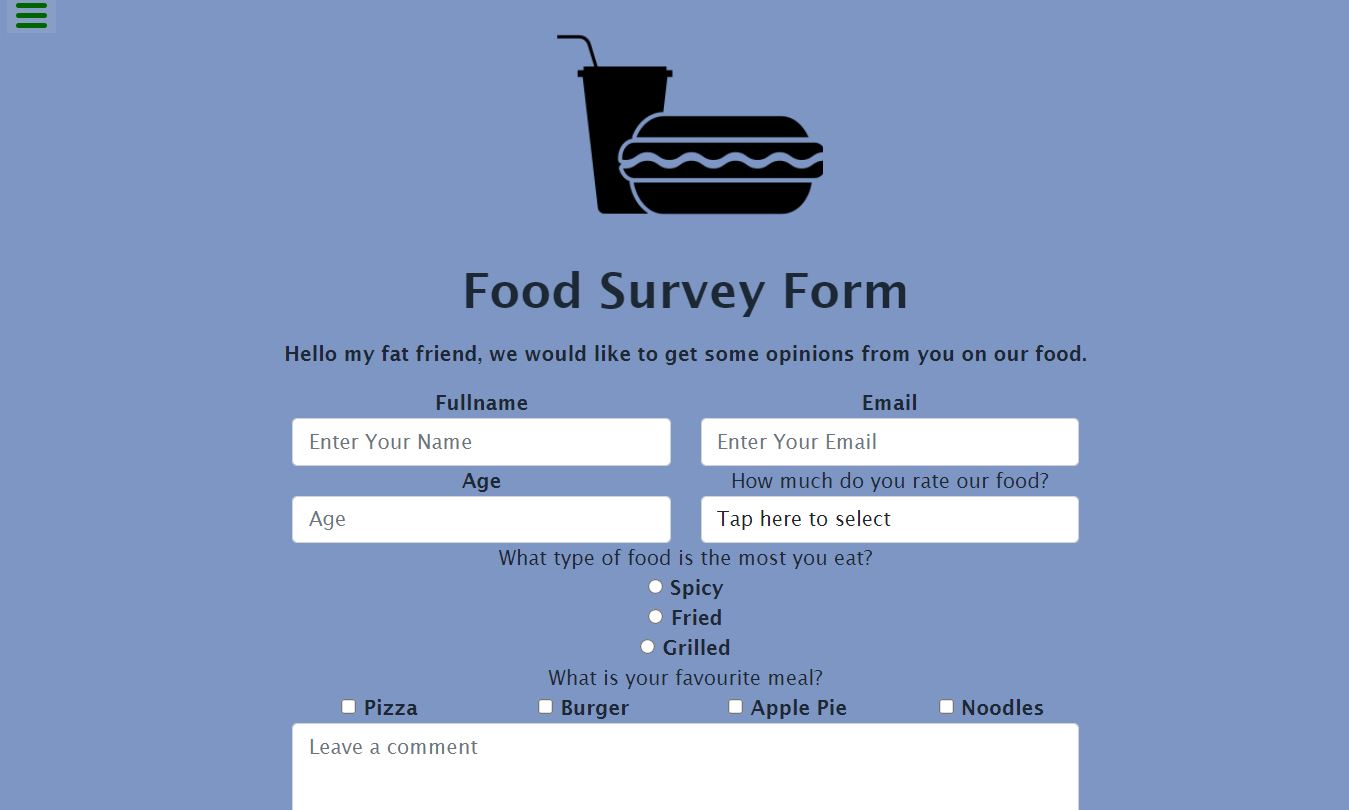 Food Survey Form
Hello my fat friend, we would like to get some opinions from you on our food.
Fullname Email
Enter Your Name Enter Your Email
Age How much do you rate our food?
Age Tap here to select
What type of food is the most you eat?
Spicy
Fried
Grilled
What is your favourite meal?
Pizza Burger Apple Pie Noodles
Leave a comment